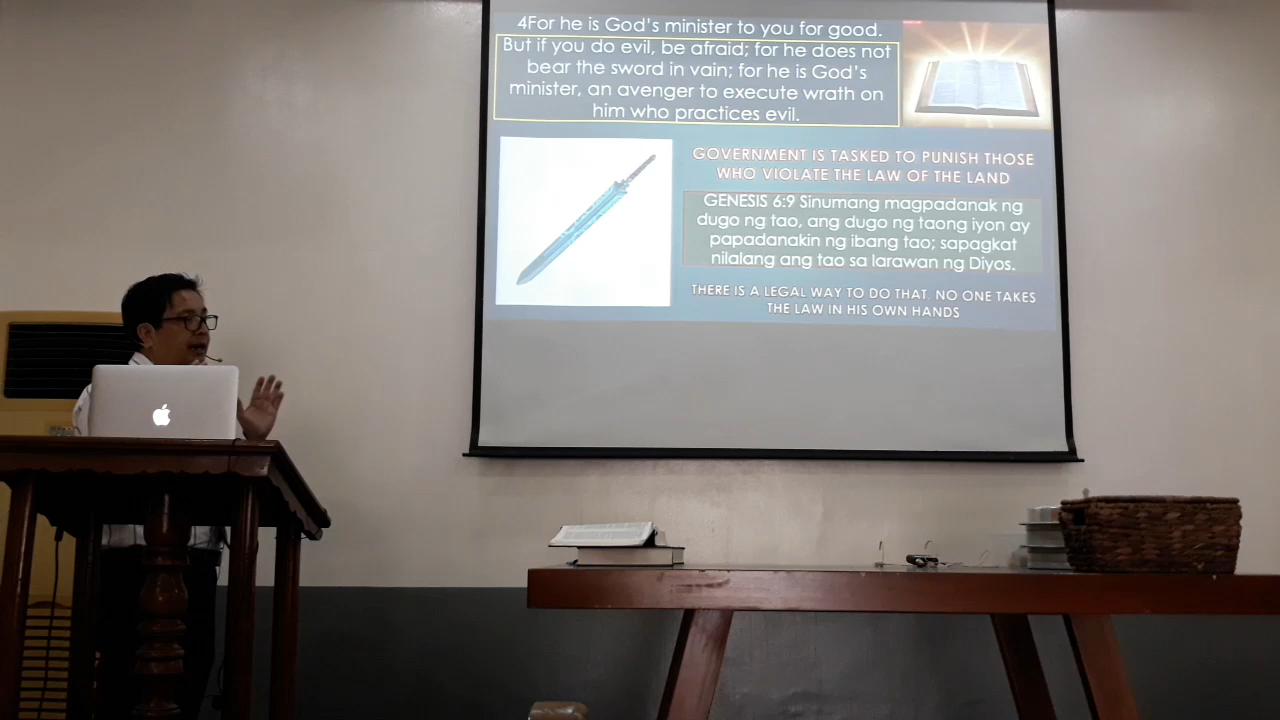 4For he is God's minister to you for good.
But if you do evil, be afraid; for he does not
bear the sword in vain; for he is God's
minister, an avenger to execute wrath on
him who practices evil.
GOVERNMENT IS TASKED TO PUNISH THOSE
WHO VIOLATE THE LAW OF THE LAND
GENESIS 6:9 Sinumang magpadanak ng
dugo ng tao, ang dugo ng taong iyon ay
papadanakin ng ibang tao; sapagkat
nilalang ang tao sa larawan ng Diyos.
THERE IS A LEGAL WAY TO DO THAT. NO ONE TAKES
THE LAW IN HIS OWN HANDS